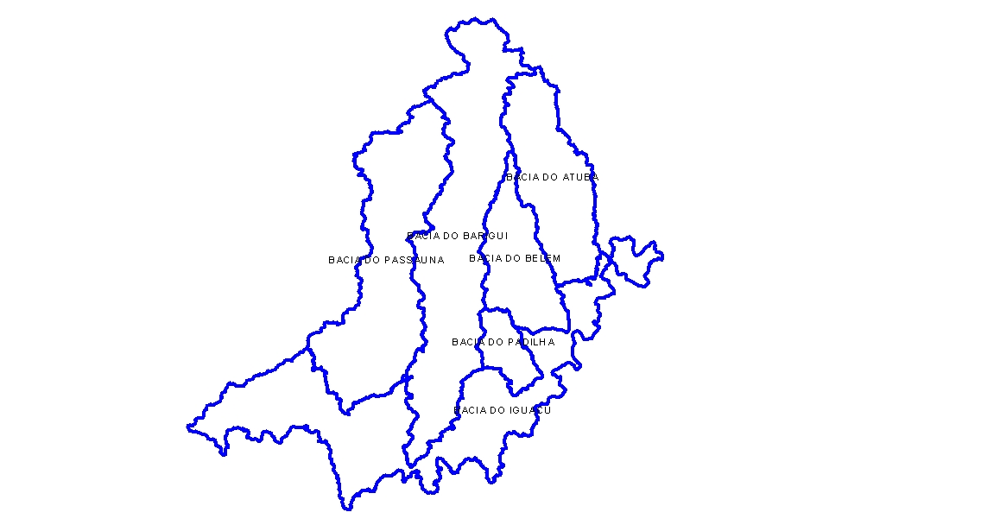 BACIA DO ATUBA
BACIA DO BARIGUI
BACIA DO PASSAUNA
BACIA DO BELEM
BACIA DO PADILHA
BACIA DO IGUACU